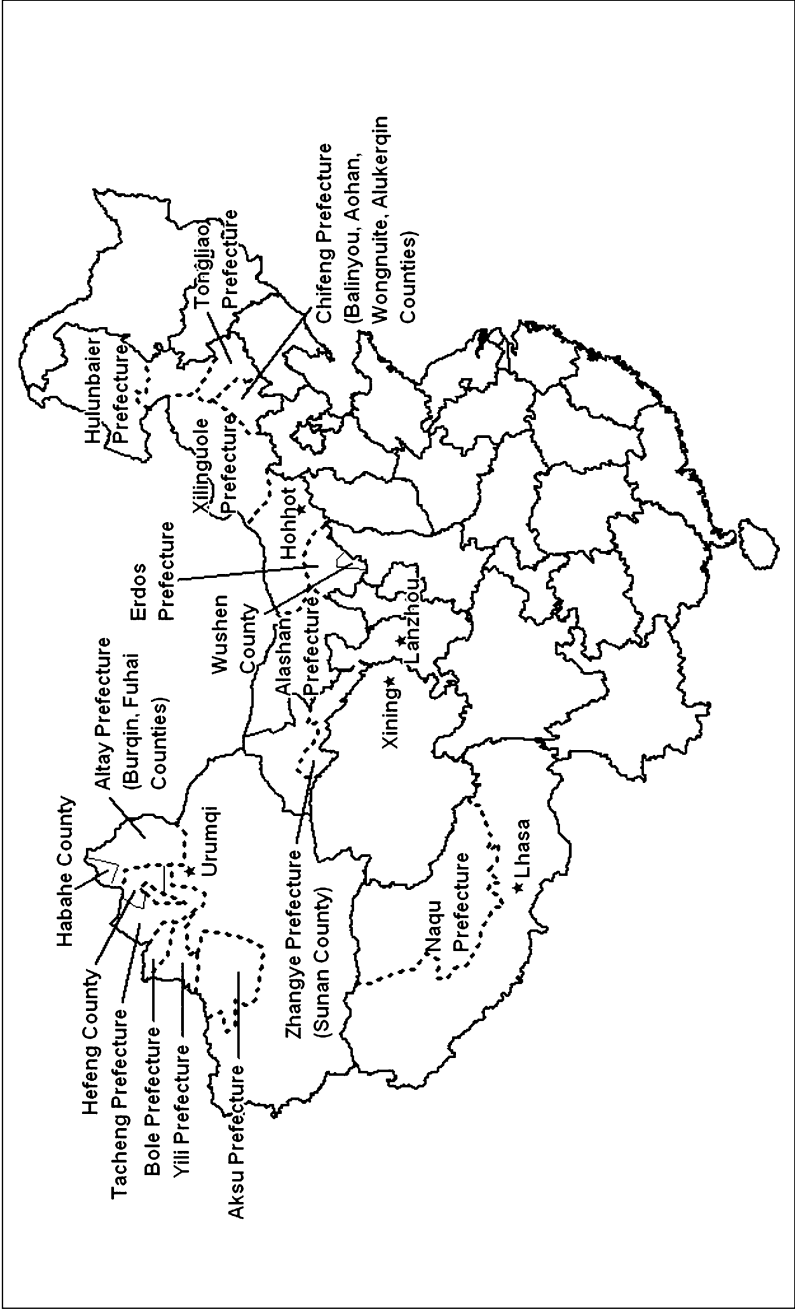 Habahe County
Hefeng County
Tacheng Prefecture
Bole Prefecture
Yili Prefecture
Aksu Prefecture
Altay Prefecture
(Burqin, Fuhai
Counties)
Urumqi
Zhangye Prefecture
(Sunan County)
Naqu
Prefecture
Lhasa
Xining
Lanzhou
Alashan
Prefecture
Wushen
County
Erdos
Prefecture
Hohhot
Xilinguole
Prefecture
Hulunbaier
Prefecture
Tongliao
Prefecture
Chifeng Prefecture
(Balinyou, Aohan,
Wongnuite, Alukerqin
Counties)